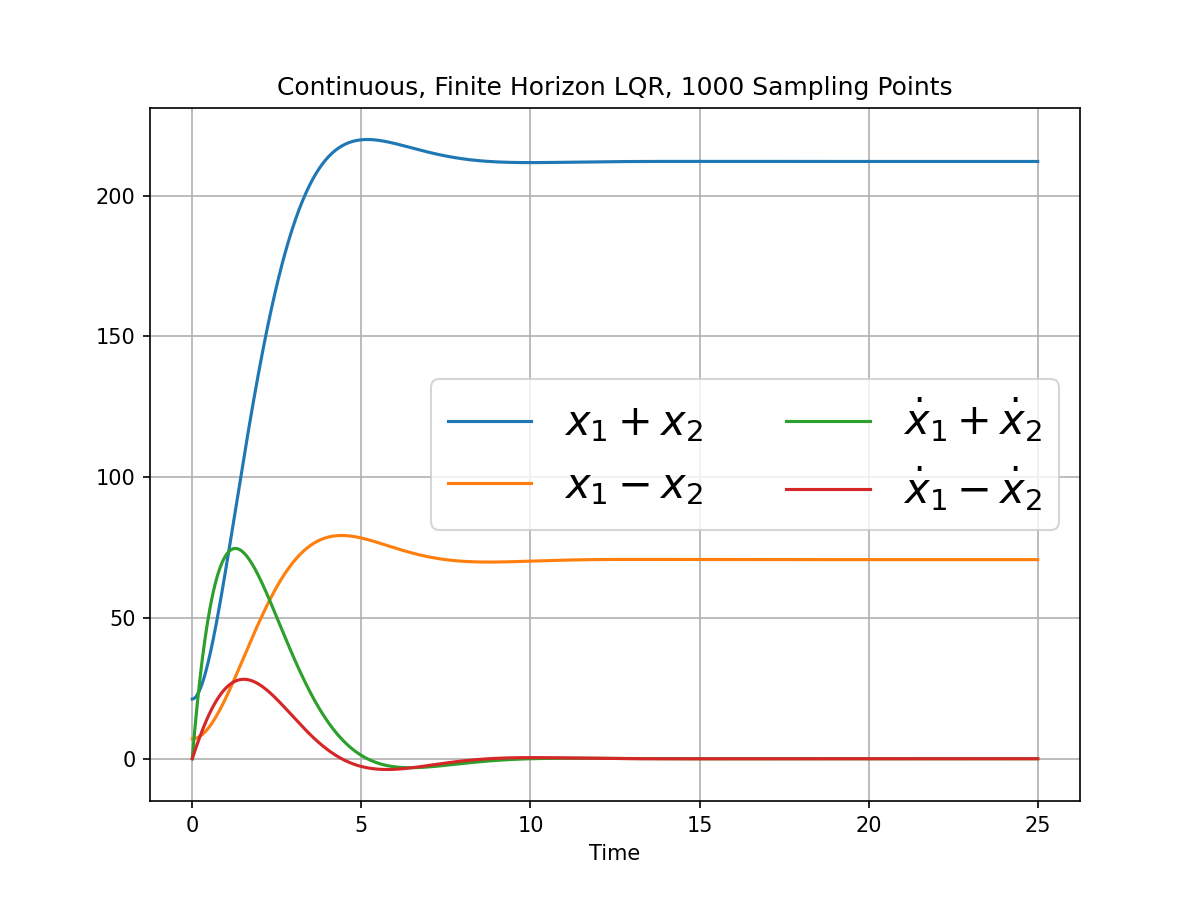 Continuous, Finite Horizon LQR, 1000 Sampling Points
200
150
100
50
0
x₁ + x₂
x₁ − x₂
ẋ₁ + ẋ₂
ẋ₁ − ẋ₂
0 5 10 15 20 25
Time